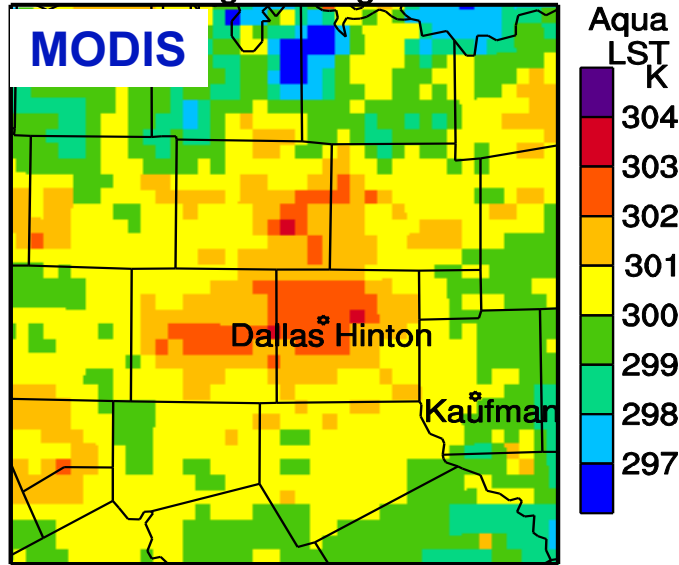 MODIS
Aqua
LST
K
304
303
302
301
300
299
298
297
Dallas Hinton
Kaufman